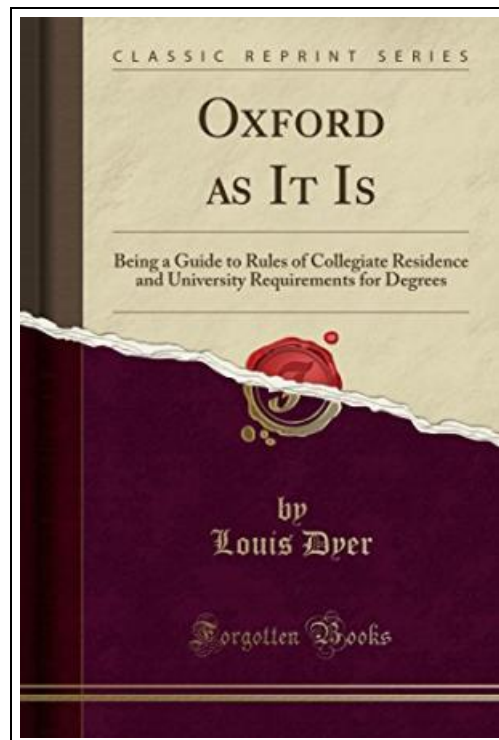 CLASSIC REPRINT SERIES
OXFORD
AS IT IS
Being a Guide to Rules of Collegiate Residence
and University Requirements for Degrees
by
Louis Dyer
Forgotten Books